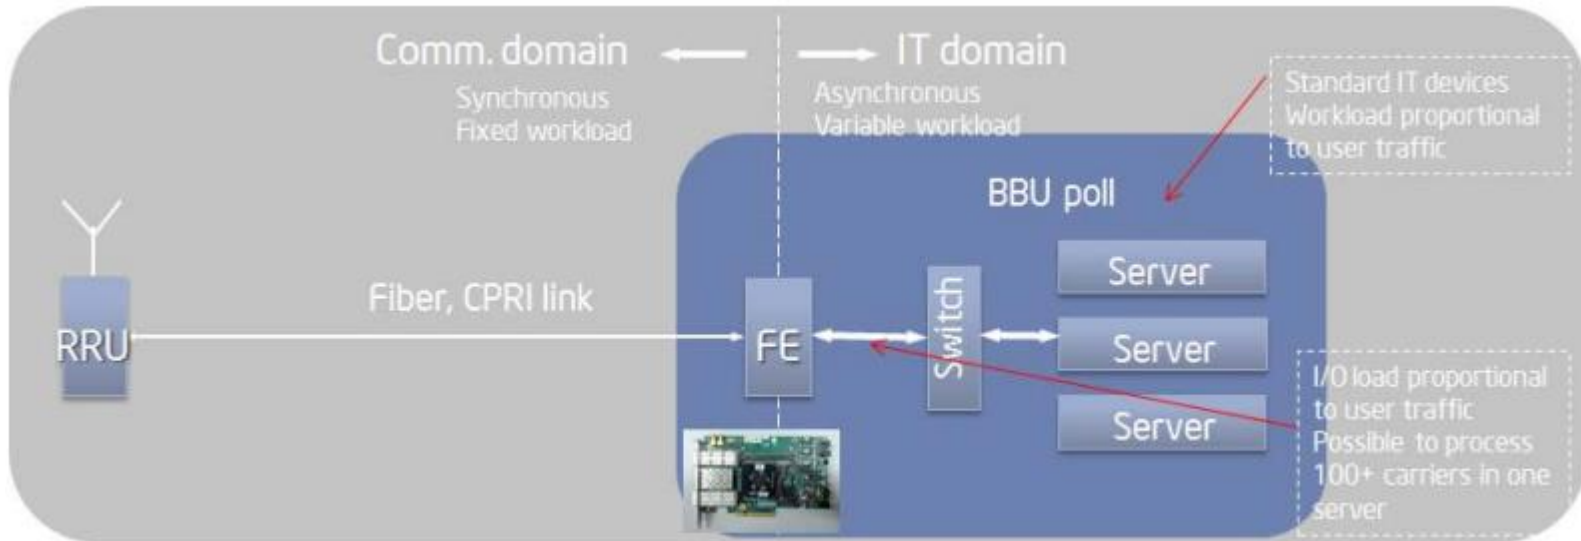 Comm. domain
IT domain
Synchronous
Fixed workload
Asynchronous
Variable workload
Standard IT devices
Workload proportional
to user traffic
BBU poll
RRU
Fiber, CPRI link
FE
Switch
Server
Server
Server
I/O load proportional
to user traffic
Possible to process
100+ carriers in one
server